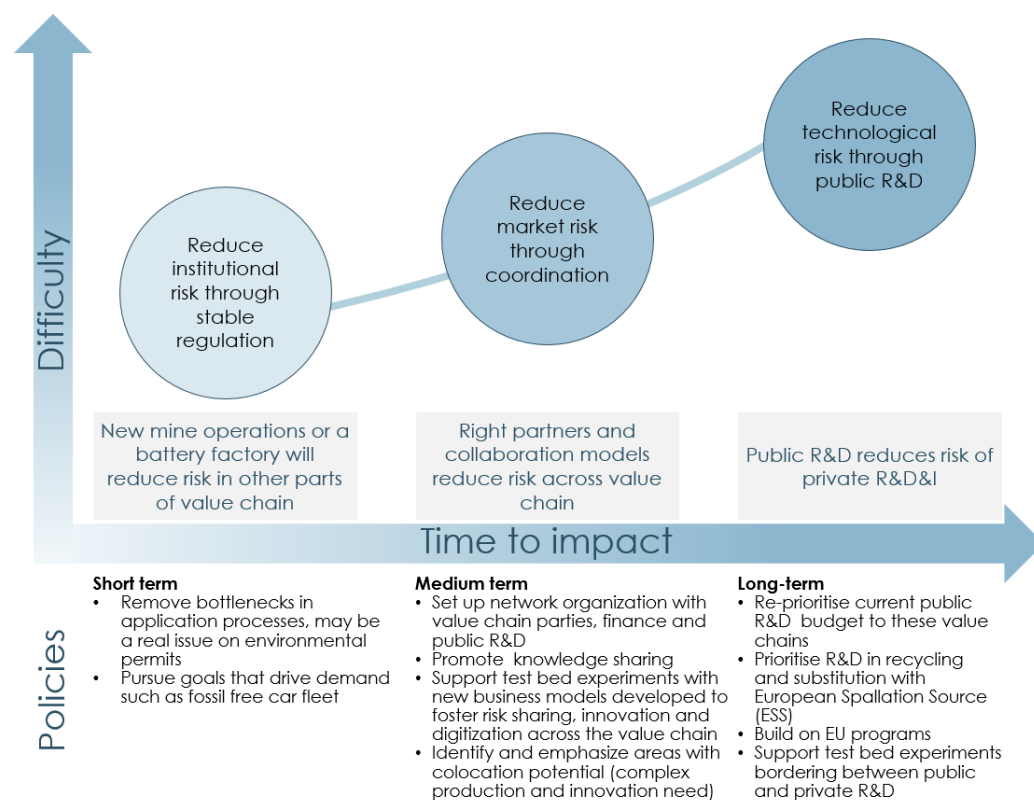 Difficulty
Reduce
institutional
risk through
stable
regulation
Reduce
market risk
through
coordination
Reduce
technological
risk through
public R&D
New mine operations or a
battery factory will
reduce risk in other parts
of value chain
Right partners and
collaboration models
reduce risk across value
chain
Public R&D reduces risk of
private R&D&I
Time to impact
Policies
Short term
• Remove bottlenecks in
application processes, may be
a real issue on environmental
permits
• Pursue goals that drive demand
such as fossil free car fleet
Medium term
• Set up network organization with
value chain parties, finance and
public R&D
• Promote knowledge sharing
• Support test bed experiments with
new business models developed to
foster risk sharing, innovation and
digitization across the value chain
• Identify and emphasize areas with
colocation potential (complex
production and innovation need)
Long-term
• Re-prioritise current public
R&D budget to these value
chains
• Prioritise R&D in recycling
and substitution with
European Spallation Source
(ESS)
• Build on EU programs
• Support test bed experiments
bordering between public
and private R&D